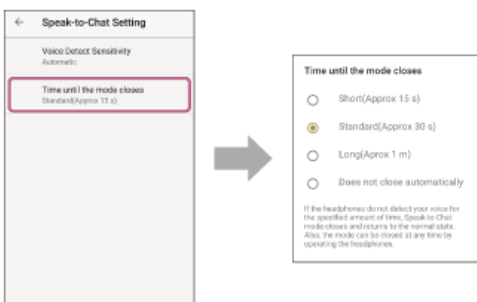 Speak-to-Chat Setting
Voice Detect Sensitivity
Automatic
Time until the mode closes
Standard(Approx 15 s)
Time until the mode closes
Short(Approx 15 s)
Standard(Approx 30 s)
Long(Aprox 1 m)
Does not close automatically
If the headphones do not detect your voice for
the specified amount of time, Speak-to-Chat
mode closes and returns to the normal state.
Also, the mode can be closed at any time by
operating the headphones.